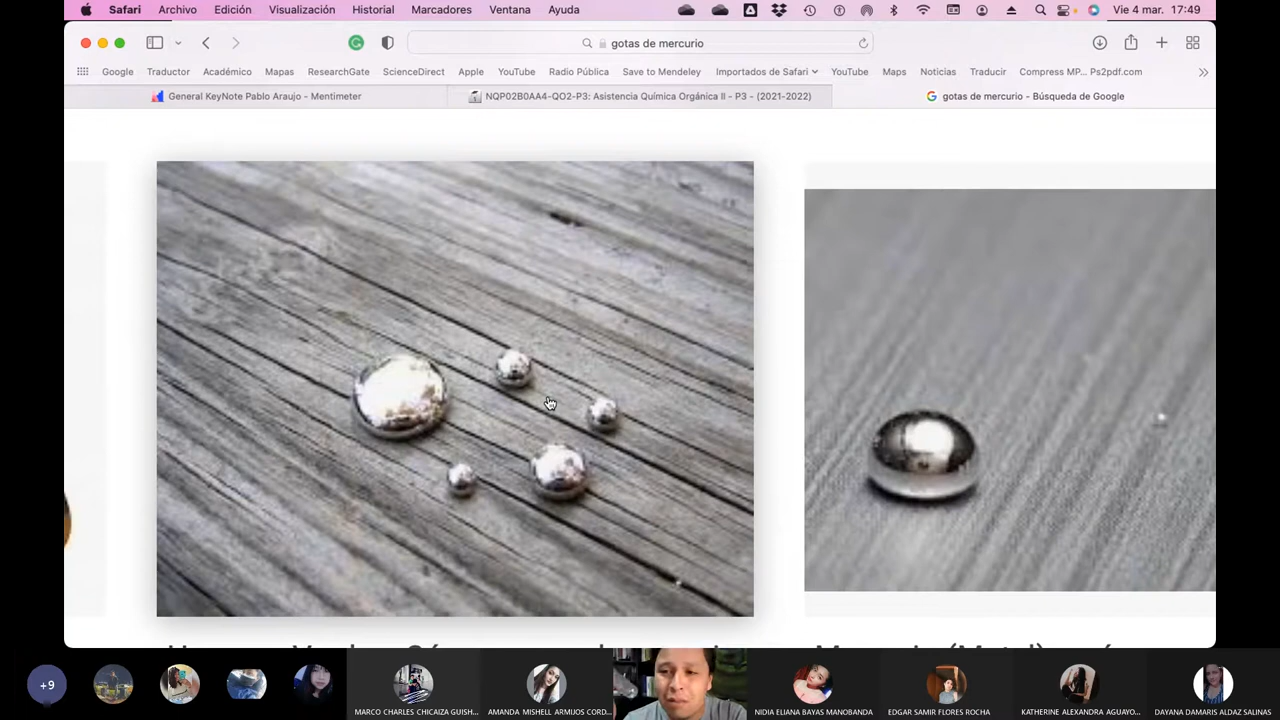 Safari Archivo Edición Visualización Historial Marcadores Ventana Ayuda Vie 4 mar. 17:49
gotas de mercurio
Google Traductor Académico Mapas ResearchGate ScienceDirect Apple YouTube Radio Pública Save to Mendeley Importados de Safari YouTube Maps Noticias Traducir Compress MP... Ps2pdf.com
General KeyNote Pablo Araujo - Mentimeter NQP02B0AA4-QO2-P3: Asistencia Química Orgánica II - P3 - (2021-2022) gotas de mercurio - Búsqueda de Google
+9 MARCO CHARLES CHICAIZA GUISH... AMANDA MISHELL ARMIJOS CORD... NIDIA ELIANA BAYAS MANOBANDA EDGAR SAMIR FLORES ROCHA KATHERINE ALEXANDRA AGUAYO... DAYANA DAMARIS ALDAZ SALINAS